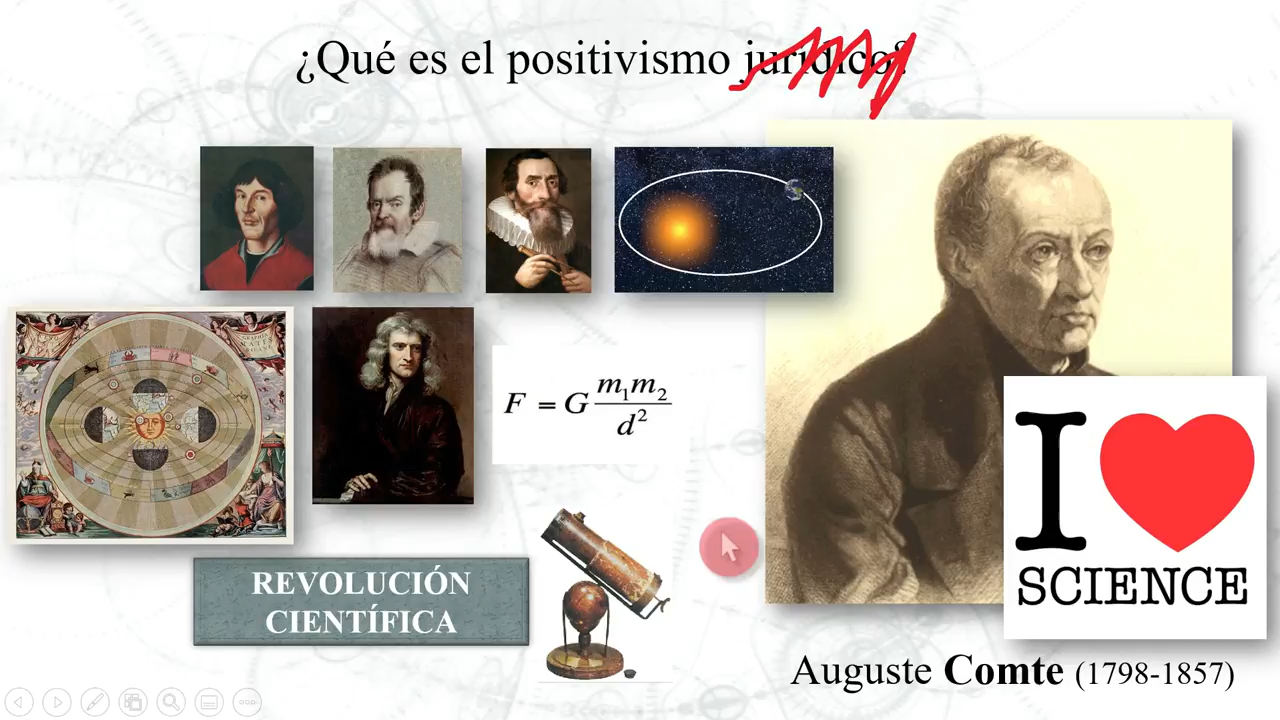 ¿Qué es el positivismo jurídico?
F = G m₁m₂ / d²
REVOLUCIÓN
CIENTÍFICA
I
SCIENCE
Auguste Comte (1798-1857)